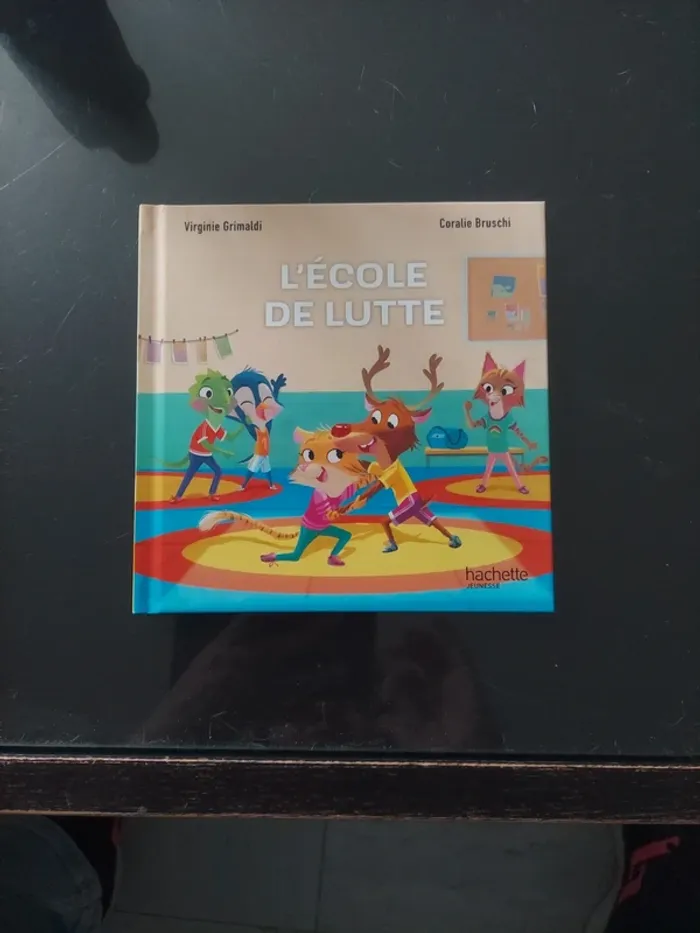 Virginie Grimaldi
Coralie Bruschi
L'ÉCOLE
DE LUTTE
hachette
JEUNESSE